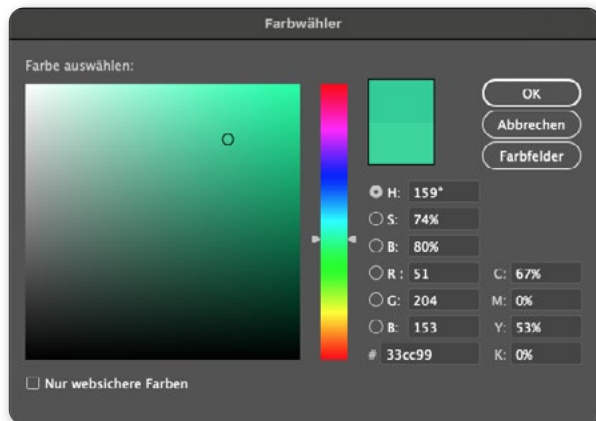 Farbwähler
Farbe auswählen:
OK
Abbrechen
Farbfelder
H: 159°
S: 74%
B: 80%
R : 51 C: 67%
G: 204 M: 0%
B: 153 Y: 53%
# 33cc99 K: 0%
Nur websichere Farben